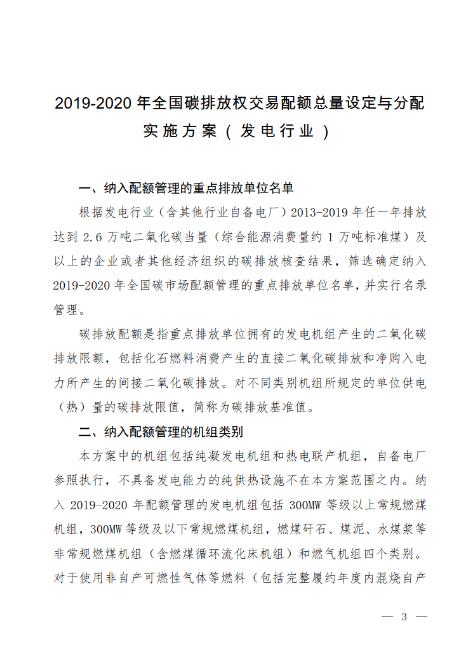 2019-2020 年全国碳排放权交易配额总量设定与分配
实施方案（发电行业）
一、纳入配额管理的重点排放单位名单
根据发电行业（含其他行业自备电厂）2013-2019 年任一年排放
达到 2.6 万吨二氧化碳当量（综合能源消费量约 1 万吨标准煤）及
以上的企业或者其他经济组织的碳排放核查结果，筛选确定纳入
2019-2020 年全国碳市场配额管理的重点排放单位名单，并实行名录
管理。
碳排放配额是指重点排放单位拥有的发电机组产生的二氧化碳
排放限额，包括化石燃料消费产生的直接二氧化碳排放和净购入电
力所产生的间接二氧化碳排放。对不同类别机组所规定的单位供电
（热）量的碳排放限值，简称为碳排放基准值。
二、纳入配额管理的机组类别
本方案中的机组包括纯凝发电机组和热电联产机组，自备电厂
参照执行，不具备发电能力的纯供热设施不在本方案范围之内。纳
入 2019-2020 年配额管理的发电机组包括 300MW 等级以上常规燃煤
机组，300MW 等级及以下常规燃煤机组，燃煤矸石、煤泥、水煤浆等
非常规燃煤机组（含燃煤循环流化床机组）和燃气机组四个类别。
对于使用非自产可燃性气体等燃料（包括完整履约年度内混烧自产
— 3 —